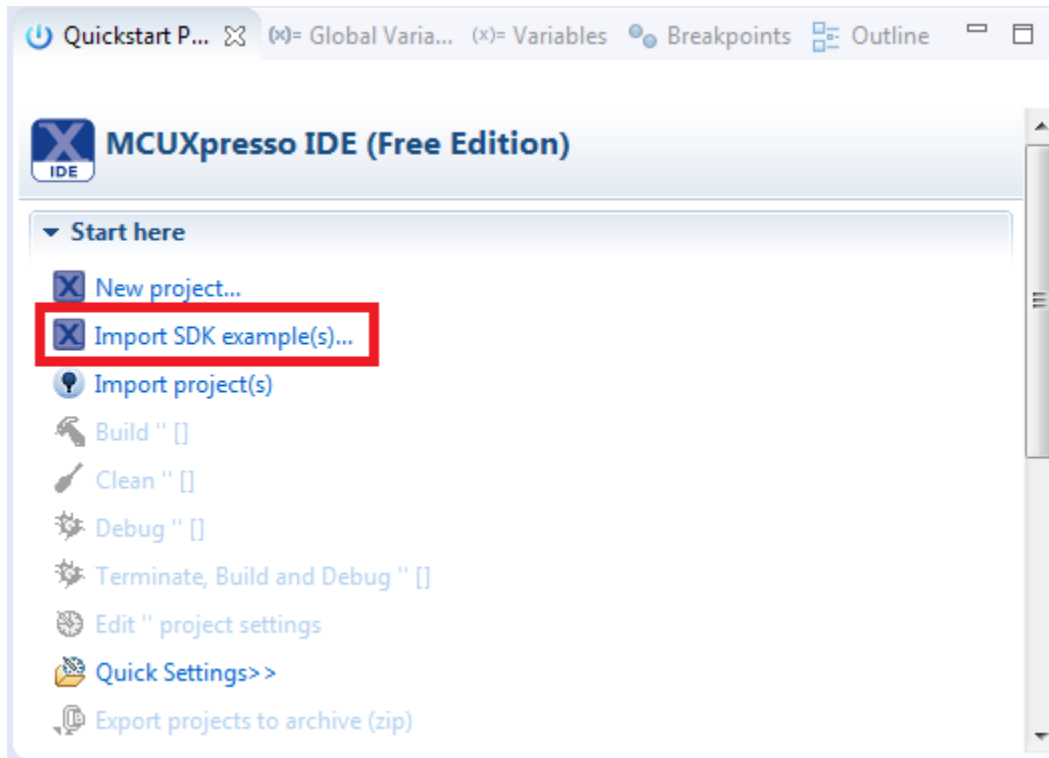 Quickstart P... (x)= Global Varia... (x)= Variables Breakpoints Outline
X
IDE
MCUXpresso IDE (Free Edition)
Start here
New project...
Import SDK example(s)...
Import project(s)
Build '' []
Clean '' []
Debug '' []
Terminate, Build and Debug '' []
Edit '' project settings
Quick Settings>>
Export projects to archive (zip)